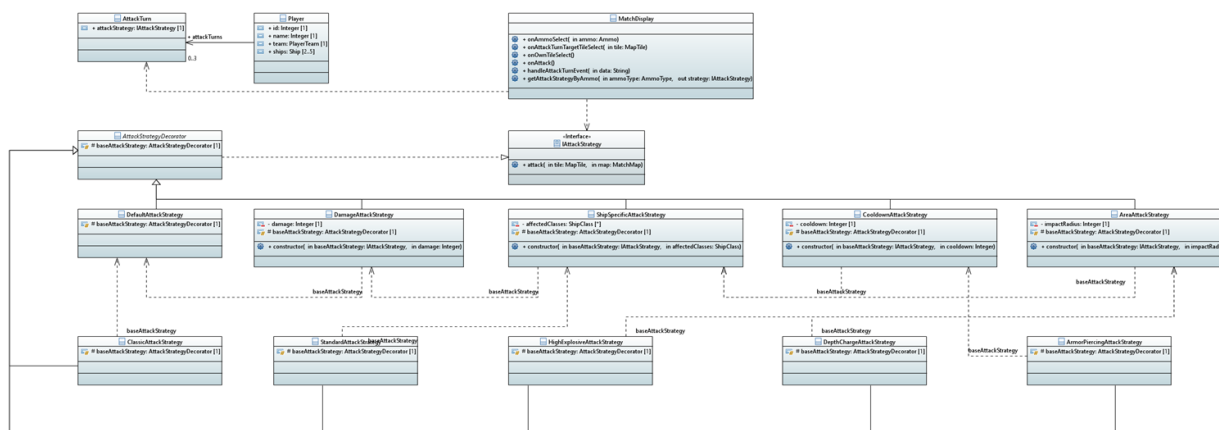 AttackTurn
+ attackStrategy: IAttackStrategy [1]
Player
+ id: Integer [1]
+ name: Integer [1]
+ team: PlayerTeam [1]
+ ships: Ship [2..5]
+ attackTurns
0..3
MatchDisplay
+ onAmmoSelect( in ammo: Ammo)
+ onAttackTurnTargetTileSelect( in tile: MapTile)
+ onOwnTileSelect()
+ onAttack()
+ handleAttackTurnEvent( in data: String)
+ getAttackStrategyByAmmo( in ammoType: AmmoType, out strategy: IAttackStrategy)
AttackStrategyDecorator
# baseAttackStrategy: AttackStrategyDecorator [1]
«Interface»
IAttackStrategy
+ attack( in tile: MapTile, in map: MatchMap)
DefaultAttackStrategy
# baseAttackStrategy: AttackStrategyDecorator [1]
DamageAttackStrategy
- damage: Integer [1]
# baseAttackStrategy: AttackStrategyDecorator [1]
+ constructor( in baseAttackStrategy: IAttackStrategy, in damage: Integer)
ShipSpecificAttackStrategy
- affectedClasses: ShipClass [*]
# baseAttackStrategy: AttackStrategyDecorator [1]
+ constructor( in baseAttackStrategy: IAttackStrategy, in affectedClasses: ShipClass)
CooldownAttackStrategy
- cooldown: Integer [1]
# baseAttackStrategy: AttackStrategyDecorator [1]
+ constructor( in baseAttackStrategy: IAttackStrategy, in cooldown: Integer)
AreaAttackStrategy
- impactRadius: Integer [1]
# baseAttackStrategy: AttackStrategyDecorator [1]
+ constructor( in baseAttackStrategy: IAttackStrategy, in impactRad
baseAttackStrategy
baseAttackStrategy
baseAttackStrategy
baseAttackStrategy
baseAttackStrategy
baseAttackStrategy
baseAttackStrategy
baseAttackStrategy
baseAttackStrategy
ClassicAttackStrategy
# baseAttackStrategy: AttackStrategyDecorator [1]
StandardAttackStrategy
# baseAttackStrategy: AttackStrategyDecorator [1]
HighExplosiveAttackStrategy
# baseAttackStrategy: AttackStrategyDecorator [1]
DepthChargeAttackStrategy
# baseAttackStrategy: AttackStrategyDecorator [1]
ArmorPiercingAttackStrategy
# baseAttackStrategy: AttackStrategyDecorator [1]